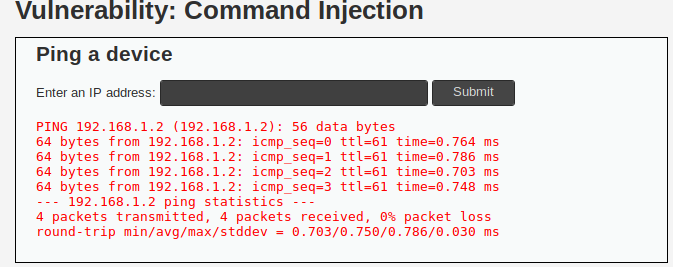 Vulnerability: Command Injection
Ping a device
Enter an IP address: Submit
PING 192.168.1.2 (192.168.1.2): 56 data bytes
64 bytes from 192.168.1.2: icmp_seq=0 ttl=61 time=0.764 ms
64 bytes from 192.168.1.2: icmp_seq=1 ttl=61 time=0.786 ms
64 bytes from 192.168.1.2: icmp_seq=2 ttl=61 time=0.703 ms
64 bytes from 192.168.1.2: icmp_seq=3 ttl=61 time=0.748 ms
--- 192.168.1.2 ping statistics ---
4 packets transmitted, 4 packets received, 0% packet loss
round-trip min/avg/max/stddev = 0.703/0.750/0.786/0.030 ms